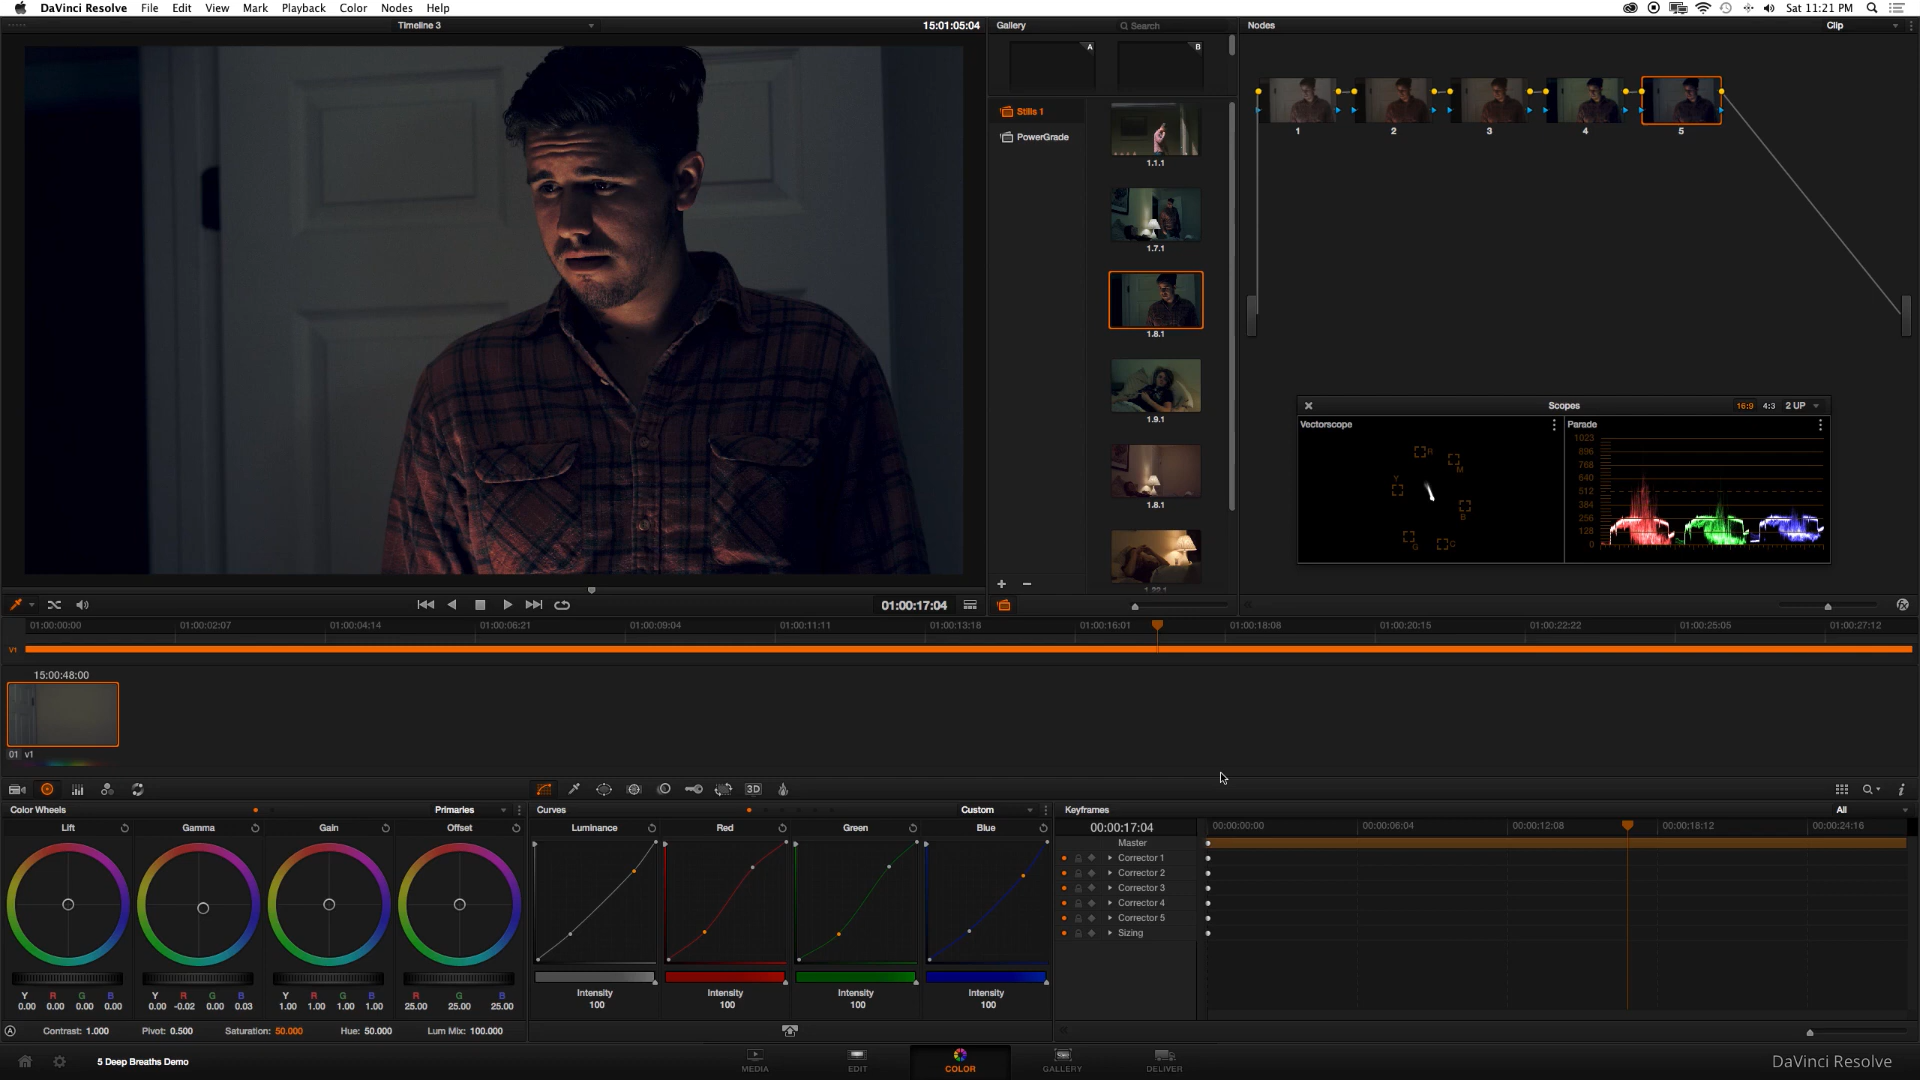 DaVinci Resolve File Edit View Mark Playback Color Nodes Help Sat 11:21 PM
Timeline 3 15:01:05:04 Gallery Search Nodes Clip
A B
Stills 1
PowerGrade
1.1.1
1.7.1
1.8.1
1.9.1
1.8.1
1 2 3 4 5
Scopes 16:9 4:3 2 UP
Vectorscope Parade
R M Y B G C
1023
896
768
640
512
384
256
128
0
01:00:17:04
01:00:00:00 01:00:02:07 01:00:04:14 01:00:06:21 01:00:09:04 01:00:11:11 01:00:13:18 01:00:16:01 01:00:18:08 01:00:20:15 01:00:22:22 01:00:25:05 01:00:27:12
V1
15:00:48:00
01 v1
3D
Color Wheels Primaries Curves Custom Keyframes All
Lift Gamma Gain Offset Luminance Red Green Blue
00:00:17:04 00:00:00:00 00:00:06:04 00:00:12:08 00:00:18:12 00:00:24:16
Master
Corrector 1
Corrector 2
Corrector 3
Corrector 4
Corrector 5
Sizing
Y R G B Y R G B Y R G B R G B
0.00 0.00 0.00 0.00 0.00 -0.02 0.00 0.03 1.00 1.00 1.00 1.00 25.00 25.00 25.00
Intensity Intensity Intensity Intensity
100 100 100 100
A Contrast: 1.000 Pivot: 0.500 Saturation: 50.000 Hue: 50.000 Lum Mix: 100.000
5 Deep Breaths Demo
MEDIA EDIT COLOR GALLERY DELIVER
DaVinci Resolve